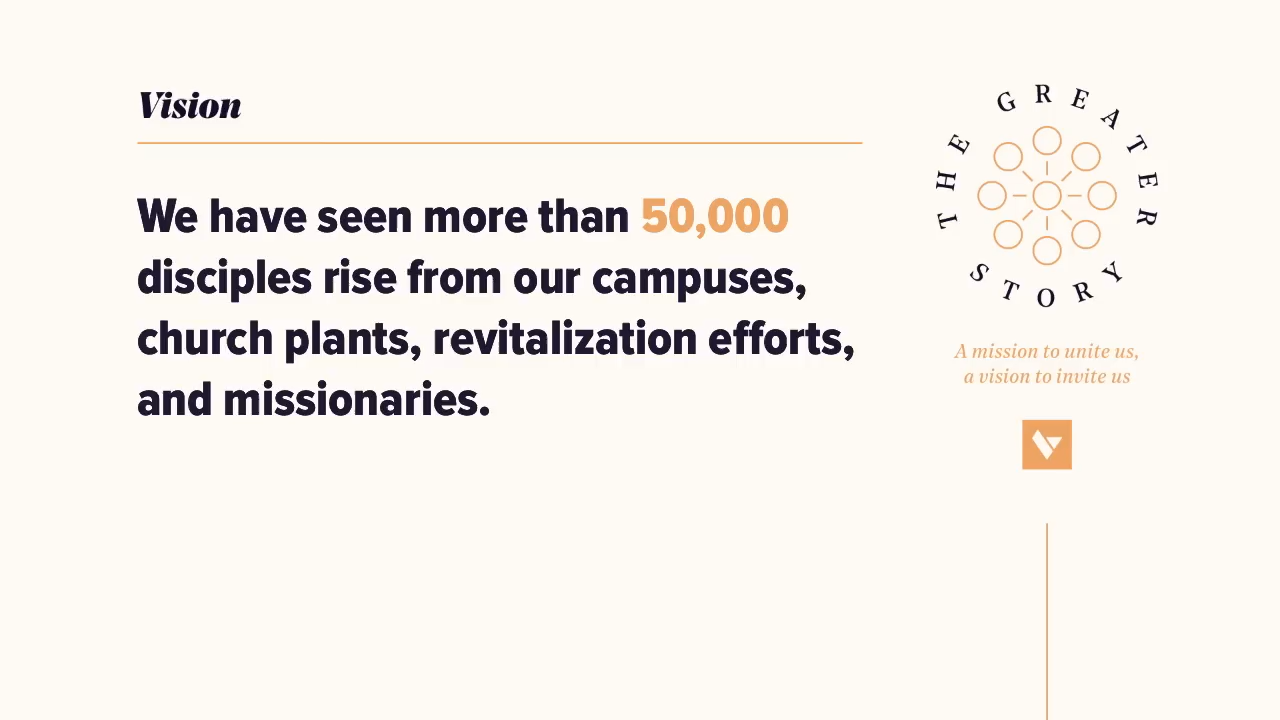 Vision
We have seen more than 50,000
disciples rise from our campuses,
church plants, revitalization efforts,
and missionaries.
THE GREATER
STORY
A mission to unite us,
a vision to invite us